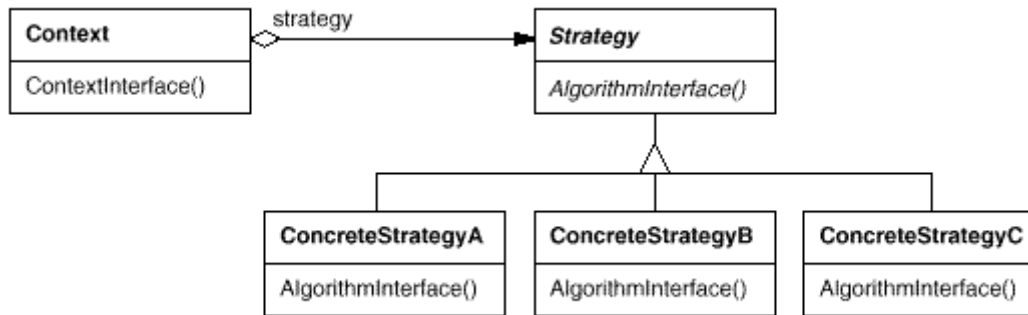 strategy
Context
Strategy
ContextInterface()
AlgorithmInterface()
ConcreteStrategyA
ConcreteStrategyB
ConcreteStrategyC
AlgorithmInterface()
AlgorithmInterface()
AlgorithmInterface()